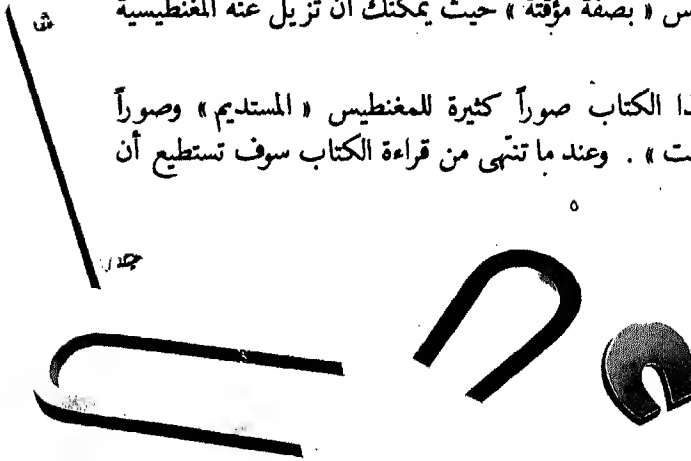 س « بصفة مؤقتة » حيث يمكنك أن تزيل عنه المغنطيسية
ذا الكتاب صوراً كثيرة للمغنطيس « المستديم » وصوراً
ت » . وعند ما تنتهى من قراءة الكتاب سوف تستطيع أن
٥